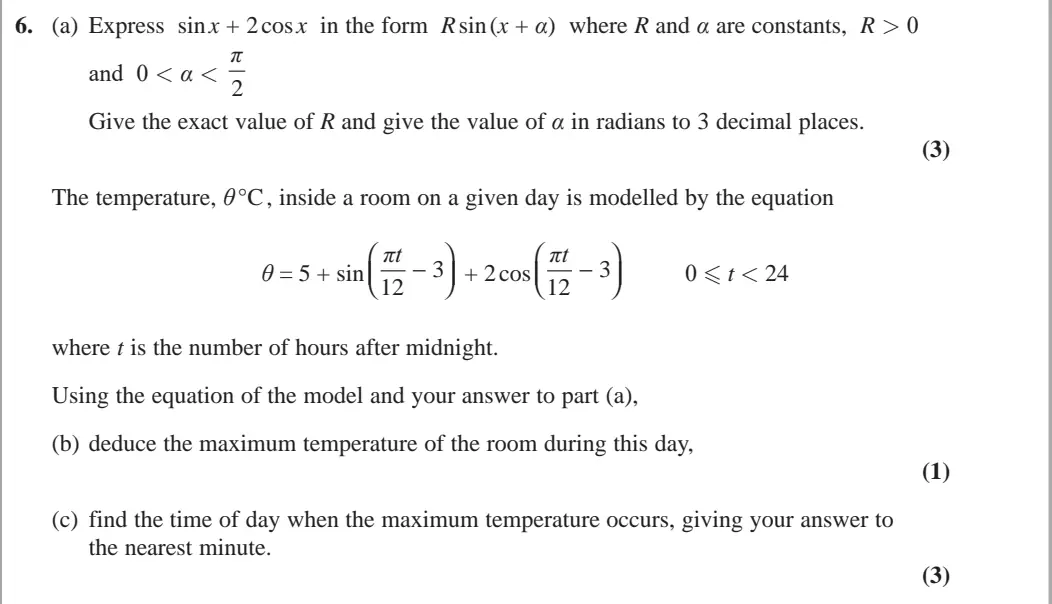 6. (a) Express sin x + 2 cos x in the form R sin (x + α) where R and α are constants, R > 0
and 0 < α < π/2
Give the exact value of R and give the value of α in radians to 3 decimal places.
(3)
The temperature, θ °C, inside a room on a given day is modelled by the equation
θ = 5 + sin(πt/12 − 3) + 2 cos(πt/12 − 3) 0 ⩽ t < 24
where t is the number of hours after midnight.
Using the equation of the model and your answer to part (a),
(b) deduce the maximum temperature of the room during this day,
(1)
(c) find the time of day when the maximum temperature occurs, giving your answer to
the nearest minute.
(3)